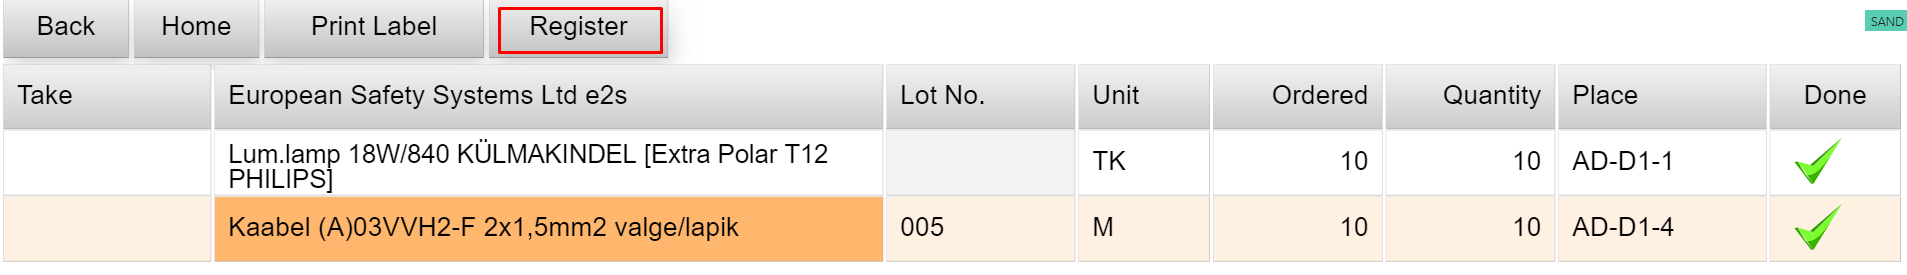 Back Home Print Label Register SAND
Take European Safety Systems Ltd e2s Lot No. Unit Ordered Quantity Place Done
Lum.lamp 18W/840 KÜLMAKINDEL [Extra Polar T12
PHILIPS] TK 10 10 AD-D1-1
Kaabel (A)03VVH2-F 2x1,5mm2 valge/lapik 005 M 10 10 AD-D1-4